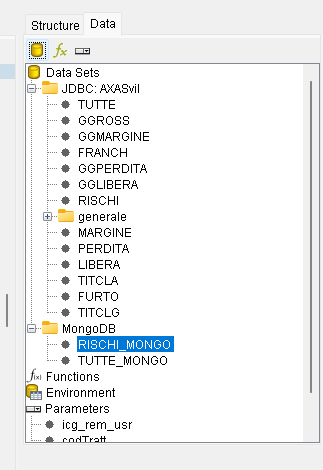 Structure Data
Data Sets
JDBC: AXASvil
TUTTE
GGROSS
GGMARGINE
FRANCH
GGPERDITA
GGLIBERA
RISCHI
generale
MARGINE
PERDITA
LIBERA
TITCLA
FURTO
TITCLG
MongoDB
RISCHI_MONGO
TUTTE_MONGO
Functions
Environment
Parameters
icg_rem_usr
codTratt